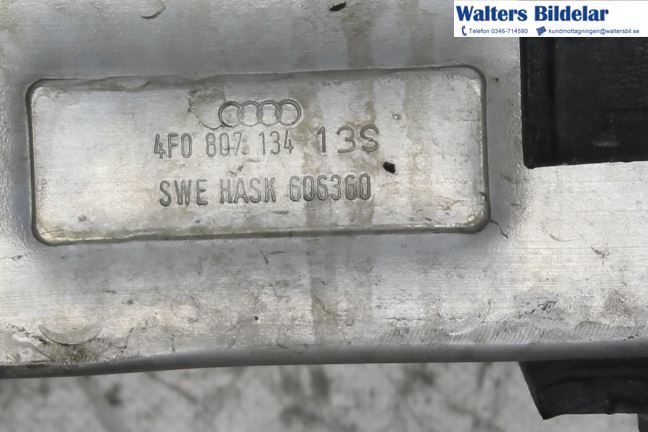 Walters Bildelar
Telefon 0346-714580 kundmottagningen@waltersbil.se
4F0 807 134 13S
SWE HASK 606360